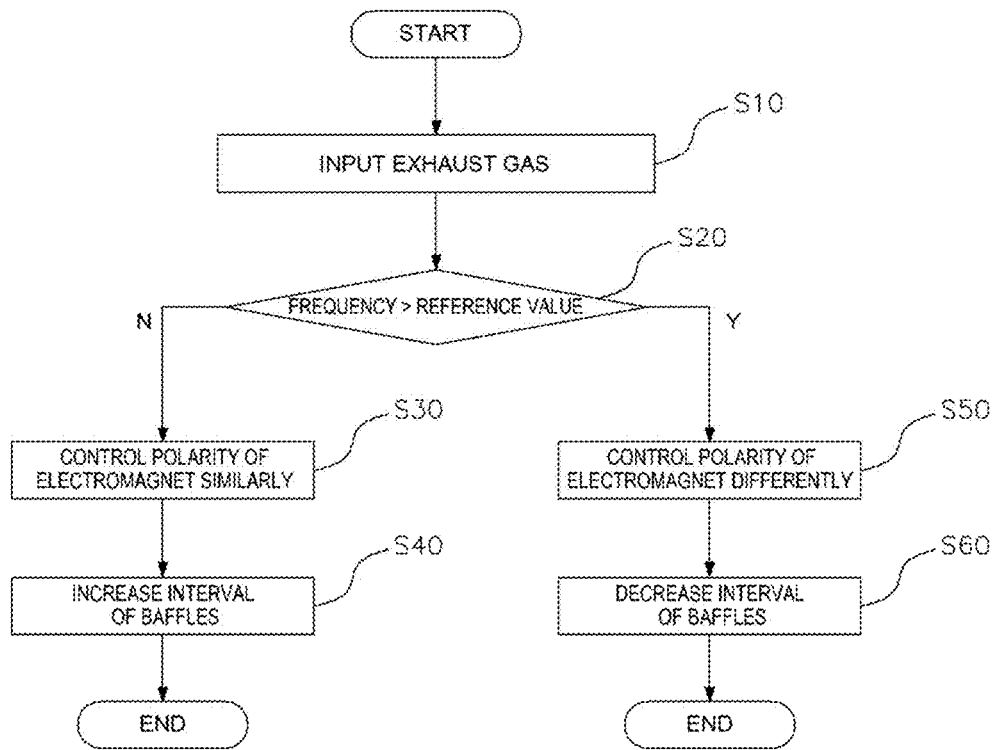 START
S10
INPUT EXHAUST GAS
S20
FREQUENCY > REFERENCE VALUE
N
Y
S30
CONTROL POLARITY OF
ELECTROMAGNET SIMILARLY
S50
CONTROL POLARITY OF
ELECTROMAGNET DIFFERENTLY
S40
INCREASE INTERVAL
OF BAFFLES
S60
DECREASE INTERVAL
OF BAFFLES
END
END